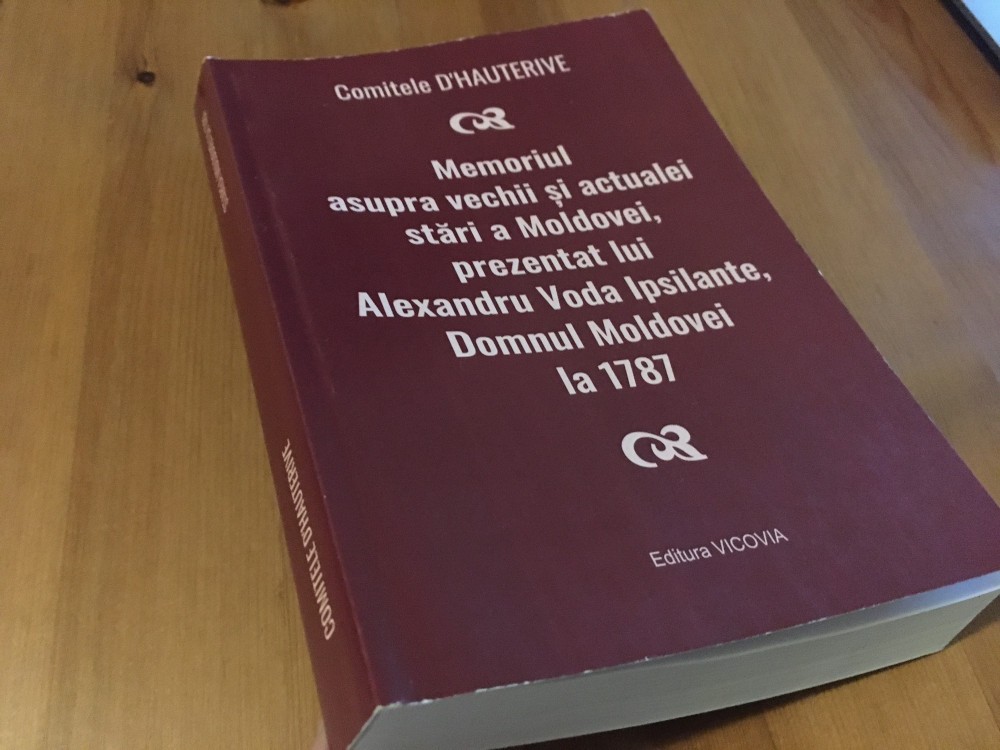 Comitele D'HAUTERIVE
Memoriul
asupra vechii și actualei
stări a Moldovei,
prezentat lui
Alexandru Voda Ipsilante,
Domnul Moldovei
la 1787
Editura VICOVIA
COMITELE D'HAUTERIVE